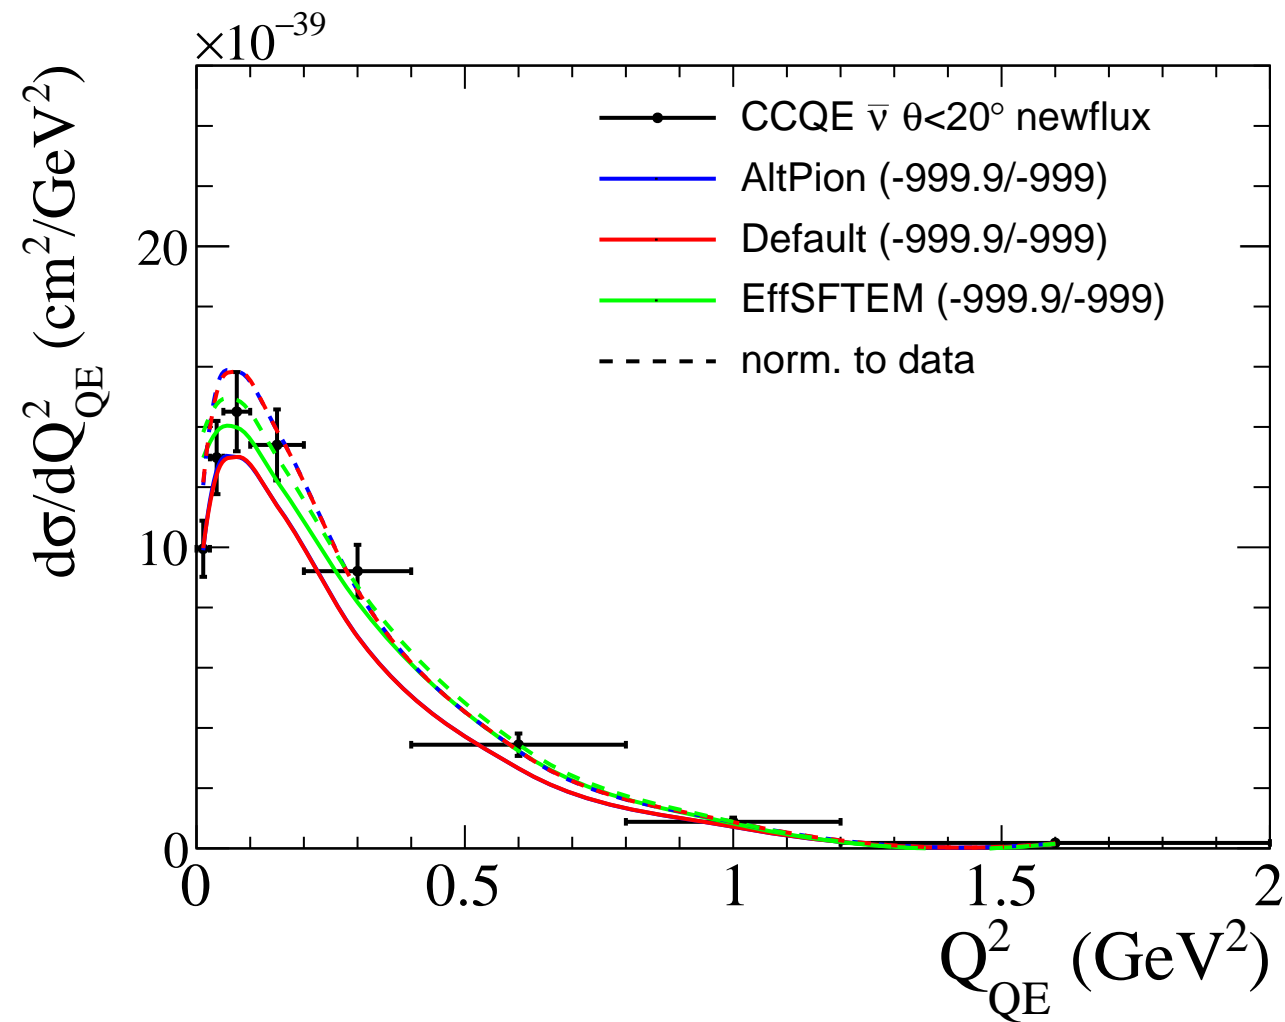 ×10⁻³⁹
dσ/dQ²_QE (cm²/GeV²)
CCQE ν̅ θ<20° newflux
AltPion (-999.9/-999)
Default (-999.9/-999)
EffSFTEM (-999.9/-999)
norm. to data
20
10
0
0 0.5 1 1.5 2
Q²_QE (GeV²)